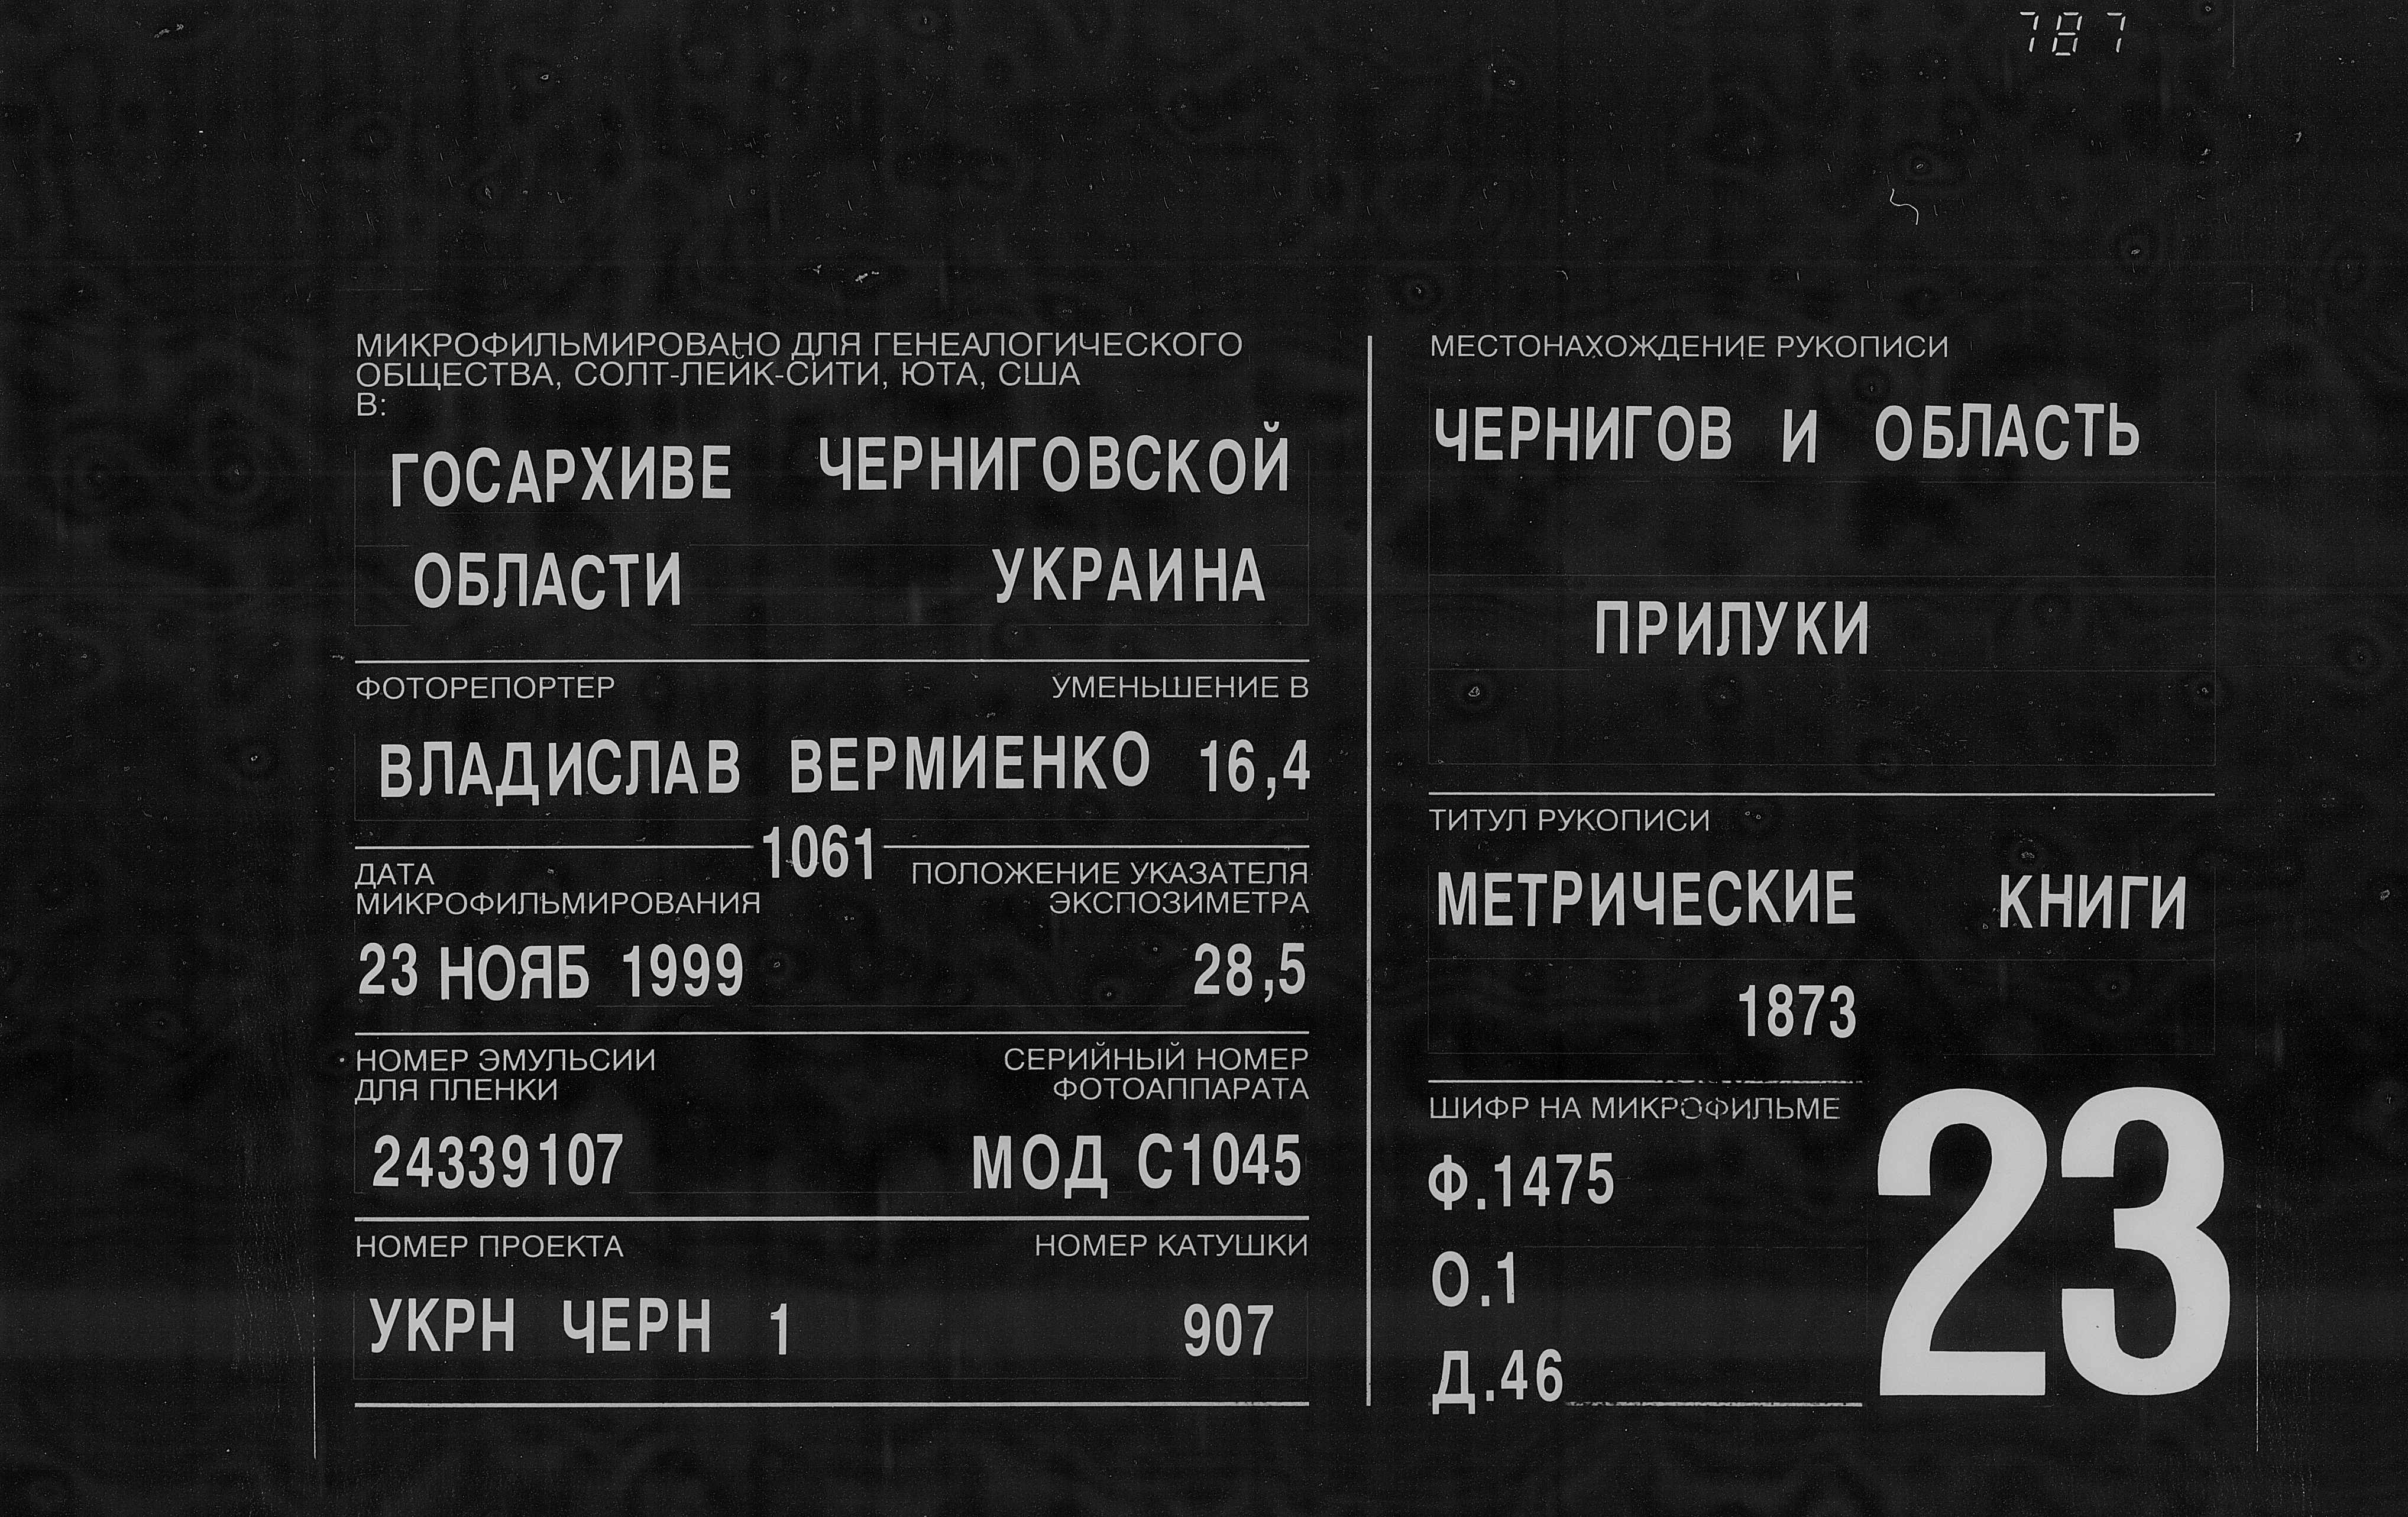 787
МИКРОФИЛЬМИРОВАНО ДЛЯ ГЕНЕАЛОГИЧЕСКОГО
ОБЩЕСТВА, СОЛТ-ЛЕЙК-СИТИ, ЮТА, США
В:
ГОСАРХИВЕ ЧЕРНИГОВСКОЙ
ОБЛАСТИ УКРАИНА
ФОТОРЕПОРТЕР УМЕНЬШЕНИЕ В
ВЛАДИСЛАВ ВЕРМИЕНКО 16,4
1061
ДАТА
МИКРОФИЛЬМИРОВАНИЯ
ПОЛОЖЕНИЕ УКАЗАТЕЛЯ
ЭКСПОЗИМЕТРА
23 НОЯБ 1999 28,5
НОМЕР ЭМУЛЬСИИ
ДЛЯ ПЛЕНКИ
СЕРИЙНЫЙ НОМЕР
ФОТОАППАРАТА
24339107 МОД С1045
НОМЕР ПРОЕКТА НОМЕР КАТУШКИ
УКРН ЧЕРН 1 907
МЕСТОНАХОЖДЕНИЕ РУКОПИСИ
ЧЕРНИГОВ И ОБЛАСТЬ
ПРИЛУКИ
ТИТУЛ РУКОПИСИ
МЕТРИЧЕСКИЕ КНИГИ
1873
ШИФР НА МИКРОФИЛЬМЕ
Ф.1475
О.1
Д.46
23